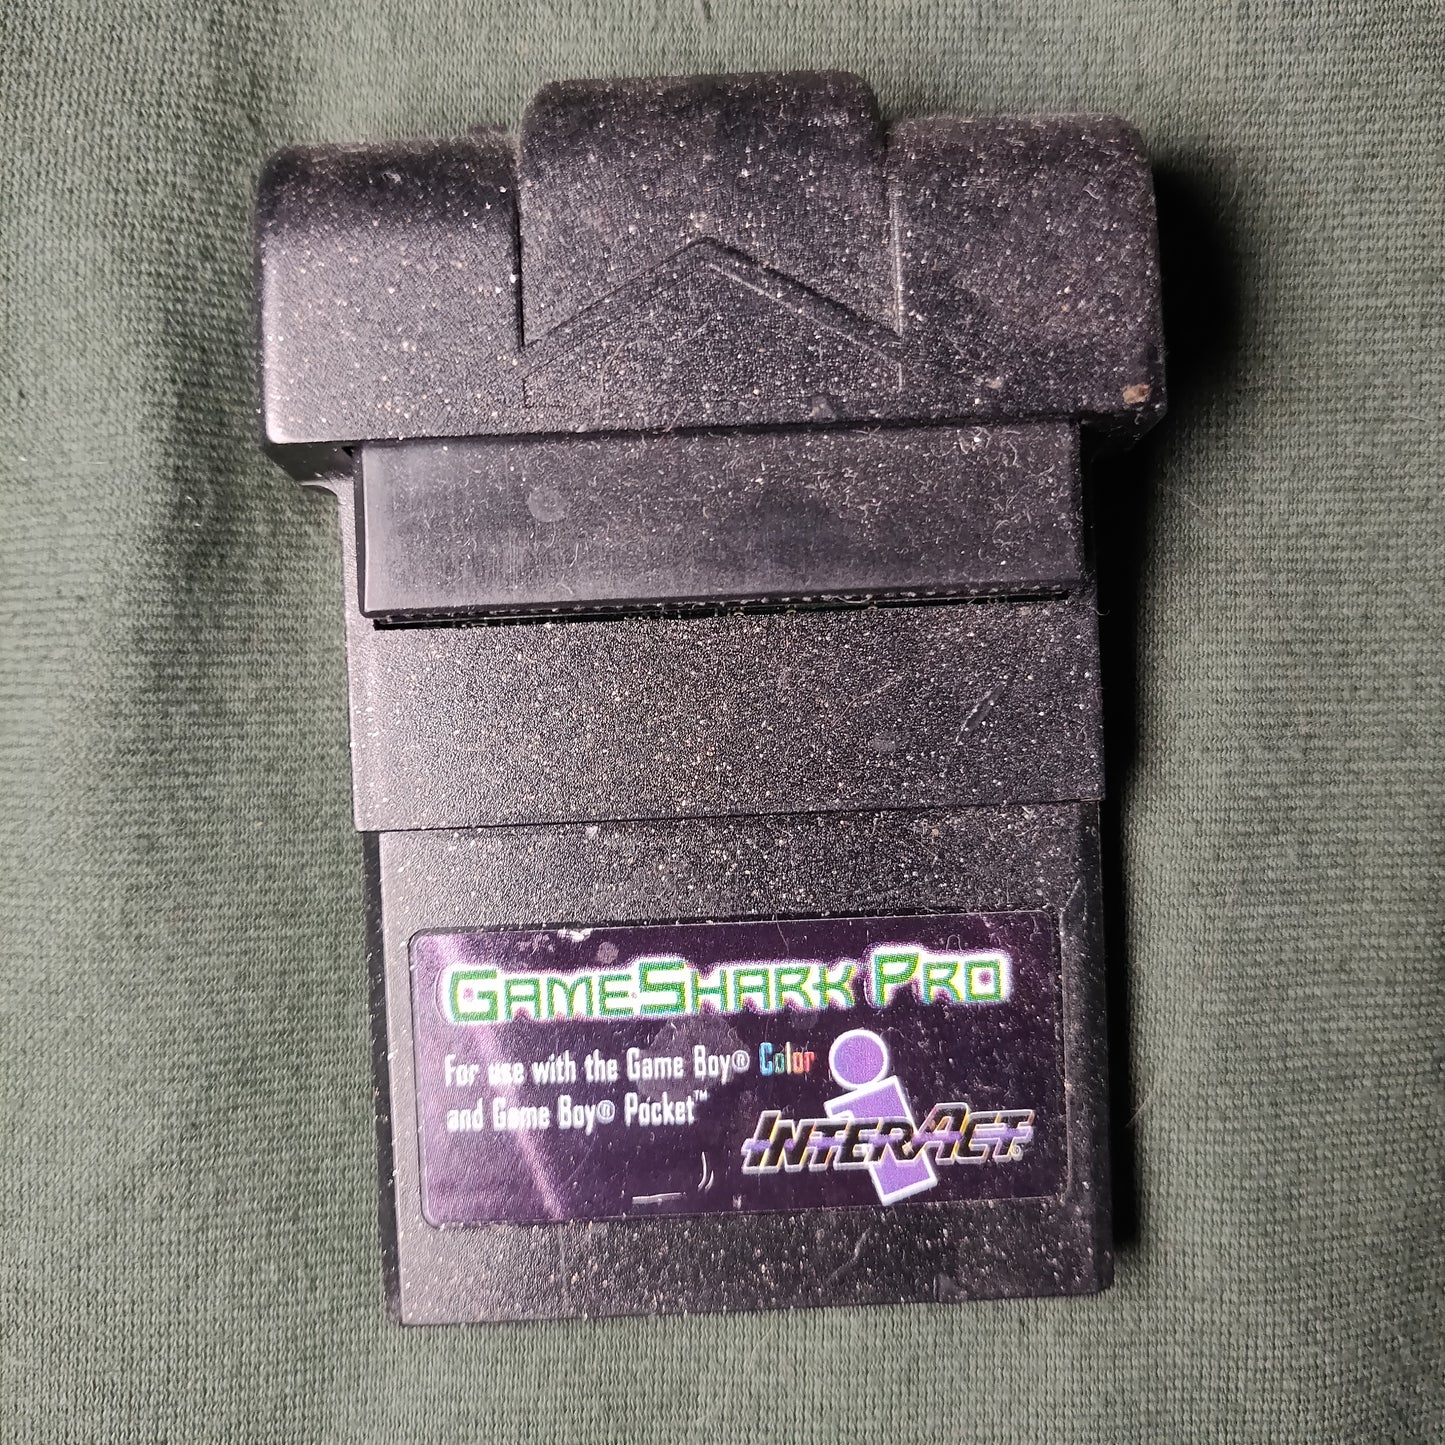 GAMESHARK PRO
For use with the Game Boy® Color
and Game Boy® Pocket™
INTERACT